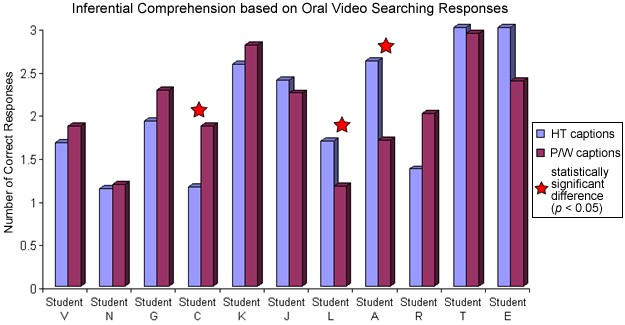 Inferential Comprehension based on Oral Video Searching Responses
Number of Correct Responses
3
2.5
2
1.5
1
0.5
0
Student V
Student N
Student G
Student C
Student K
Student J
Student L
Student A
Student R
Student T
Student E
HT captions
P/W captions
statistically
significant
difference
(p < 0.05)